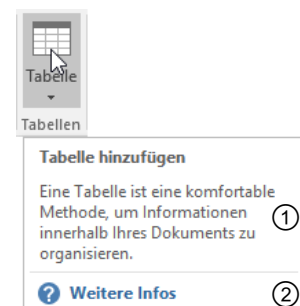 Tabelle
Tabellen
Tabelle hinzufügen
Eine Tabelle ist eine komfortable
Methode, um Informationen
innerhalb Ihres Dokuments zu
organisieren.
①
? Weitere Infos
②